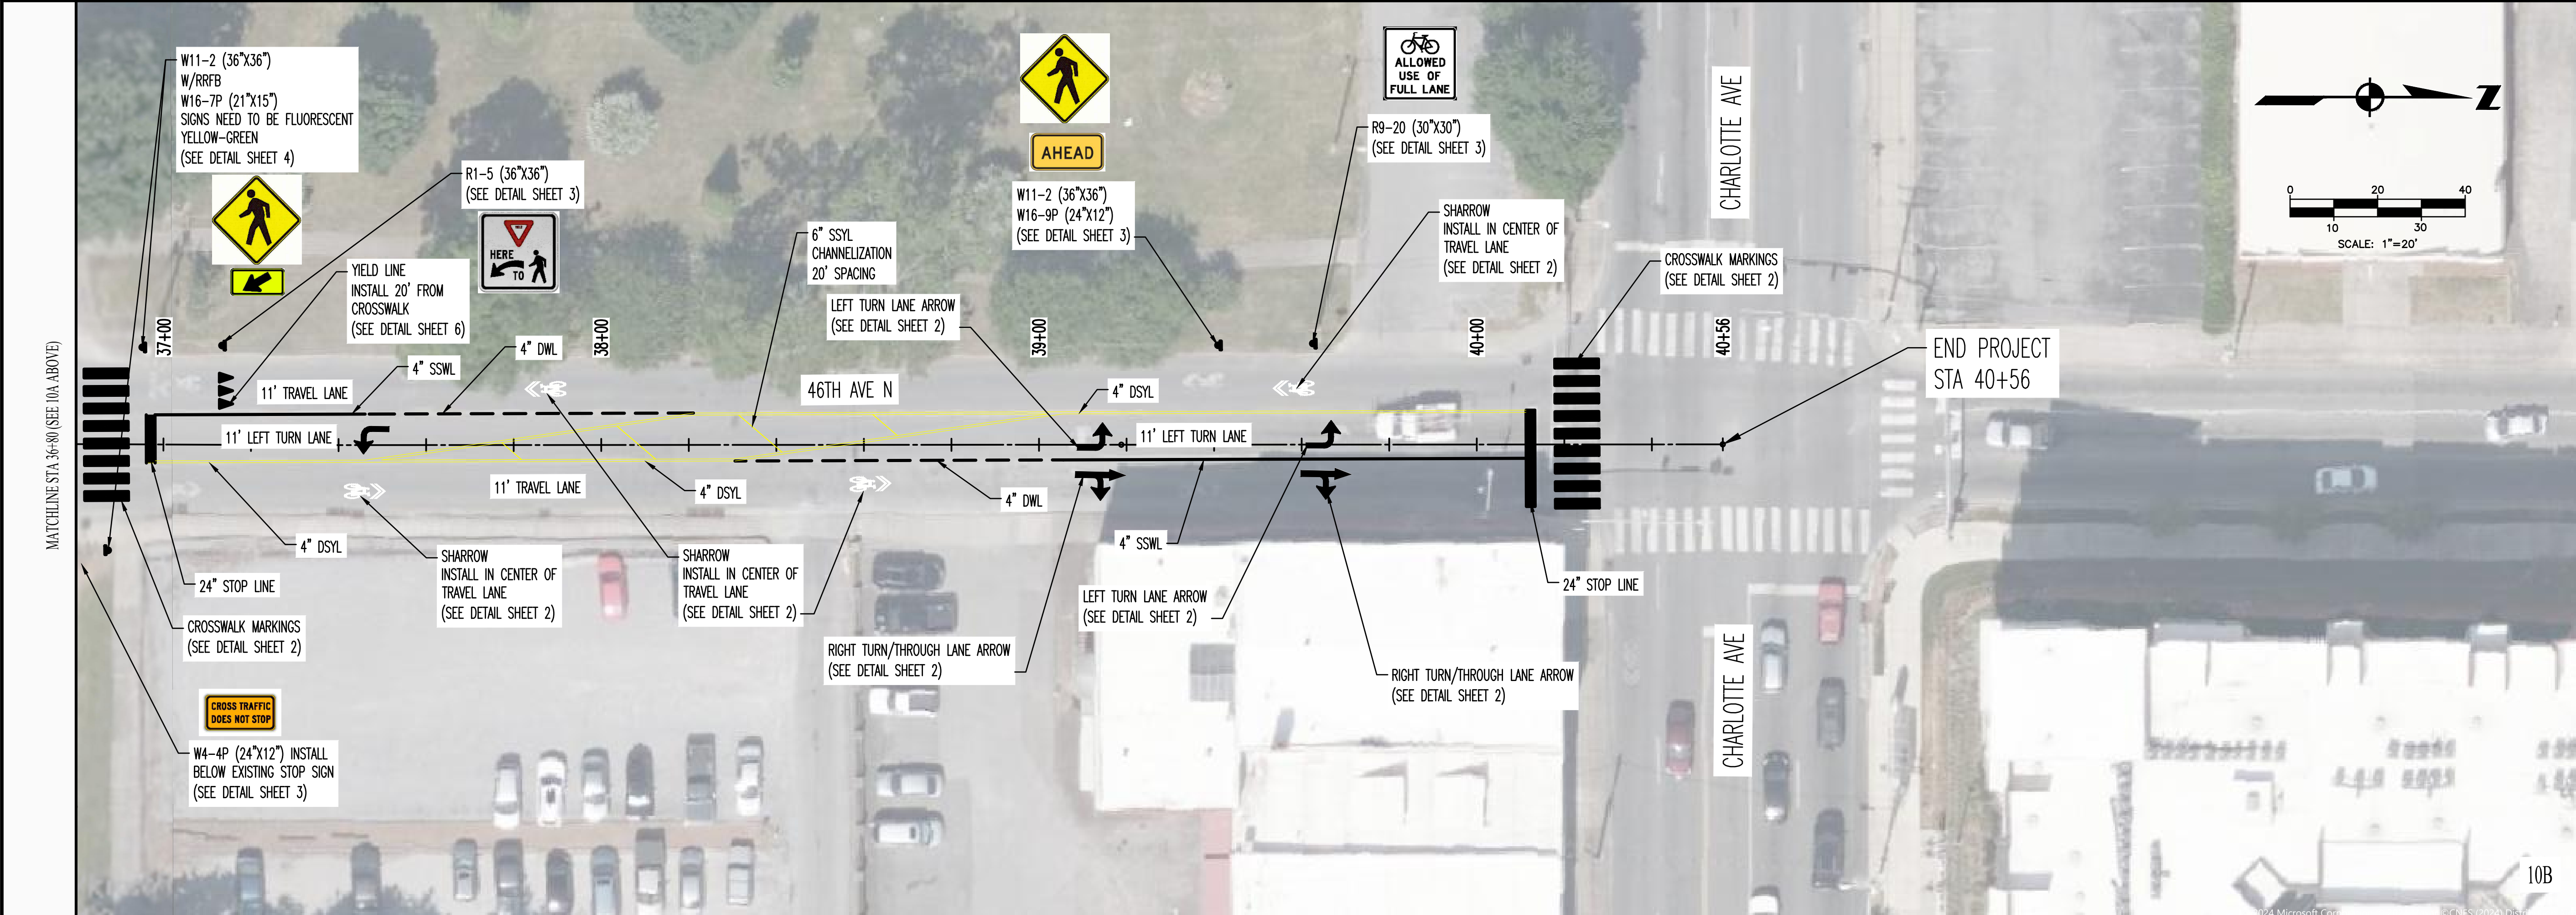 MATCHLINE STA 36+80 (SEE 10A ABOVE)
W11-2 (36"X36")
W/RRFB
W16-7P (21"X15")
SIGNS NEED TO BE FLUORESCENT
YELLOW-GREEN
(SEE DETAIL SHEET 4)
R1-5 (36"X36")
(SEE DETAIL SHEET 3)
HERE
TO
YIELD LINE
INSTALL 20' FROM
CROSSWALK
(SEE DETAIL SHEET 6)
6" SSYL
CHANNELIZATION
20' SPACING
LEFT TURN LANE ARROW
(SEE DETAIL SHEET 2)
AHEAD
W11-2 (36"X36")
W16-9P (24"X12")
(SEE DETAIL SHEET 3)
ALLOWED
USE OF
FULL LANE
R9-20 (30"X30")
(SEE DETAIL SHEET 3)
SHARROW
INSTALL IN CENTER OF
TRAVEL LANE
(SEE DETAIL SHEET 2)
CHARLOTTE AVE
CROSSWALK MARKINGS
(SEE DETAIL SHEET 2)
Z
0 20 40
10 30
SCALE: 1"=20'
37+00
38+00
39+00
40+00
40+56
END PROJECT
STA 40+56
4" SSWL
4" DWL
11' TRAVEL LANE
46TH AVE N
4" DSYL
11' LEFT TURN LANE
11' LEFT TURN LANE
11' TRAVEL LANE
4" DSYL
4" DWL
4" DSYL
4" SSWL
24" STOP LINE
SHARROW
INSTALL IN CENTER OF
TRAVEL LANE
(SEE DETAIL SHEET 2)
SHARROW
INSTALL IN CENTER OF
TRAVEL LANE
(SEE DETAIL SHEET 2)
LEFT TURN LANE ARROW
(SEE DETAIL SHEET 2)
24" STOP LINE
CROSSWALK MARKINGS
(SEE DETAIL SHEET 2)
RIGHT TURN/THROUGH LANE ARROW
(SEE DETAIL SHEET 2)
RIGHT TURN/THROUGH LANE ARROW
(SEE DETAIL SHEET 2)
CHARLOTTE AVE
CROSS TRAFFIC
DOES NOT STOP
W4-4P (24"X12") INSTALL
BELOW EXISTING STOP SIGN
(SEE DETAIL SHEET 3)
10B